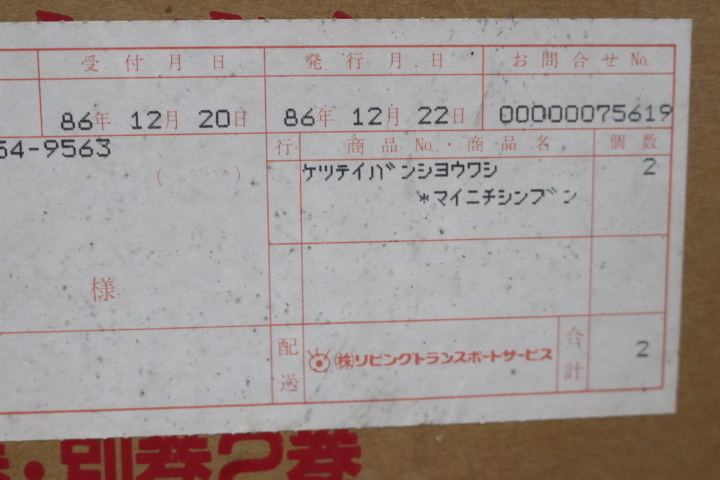 受付月日 発行月日 お問合せNo.
86年 12月 20日 86年 12月 22日 00000075619
54-9563
( )
行 商品No.・商品名 個数
ケツテイバンシヨウワシ 2
*マイニチシンブン
様
配送 (株)リビングトランスポートサービス 合計 2
・別巻2巻